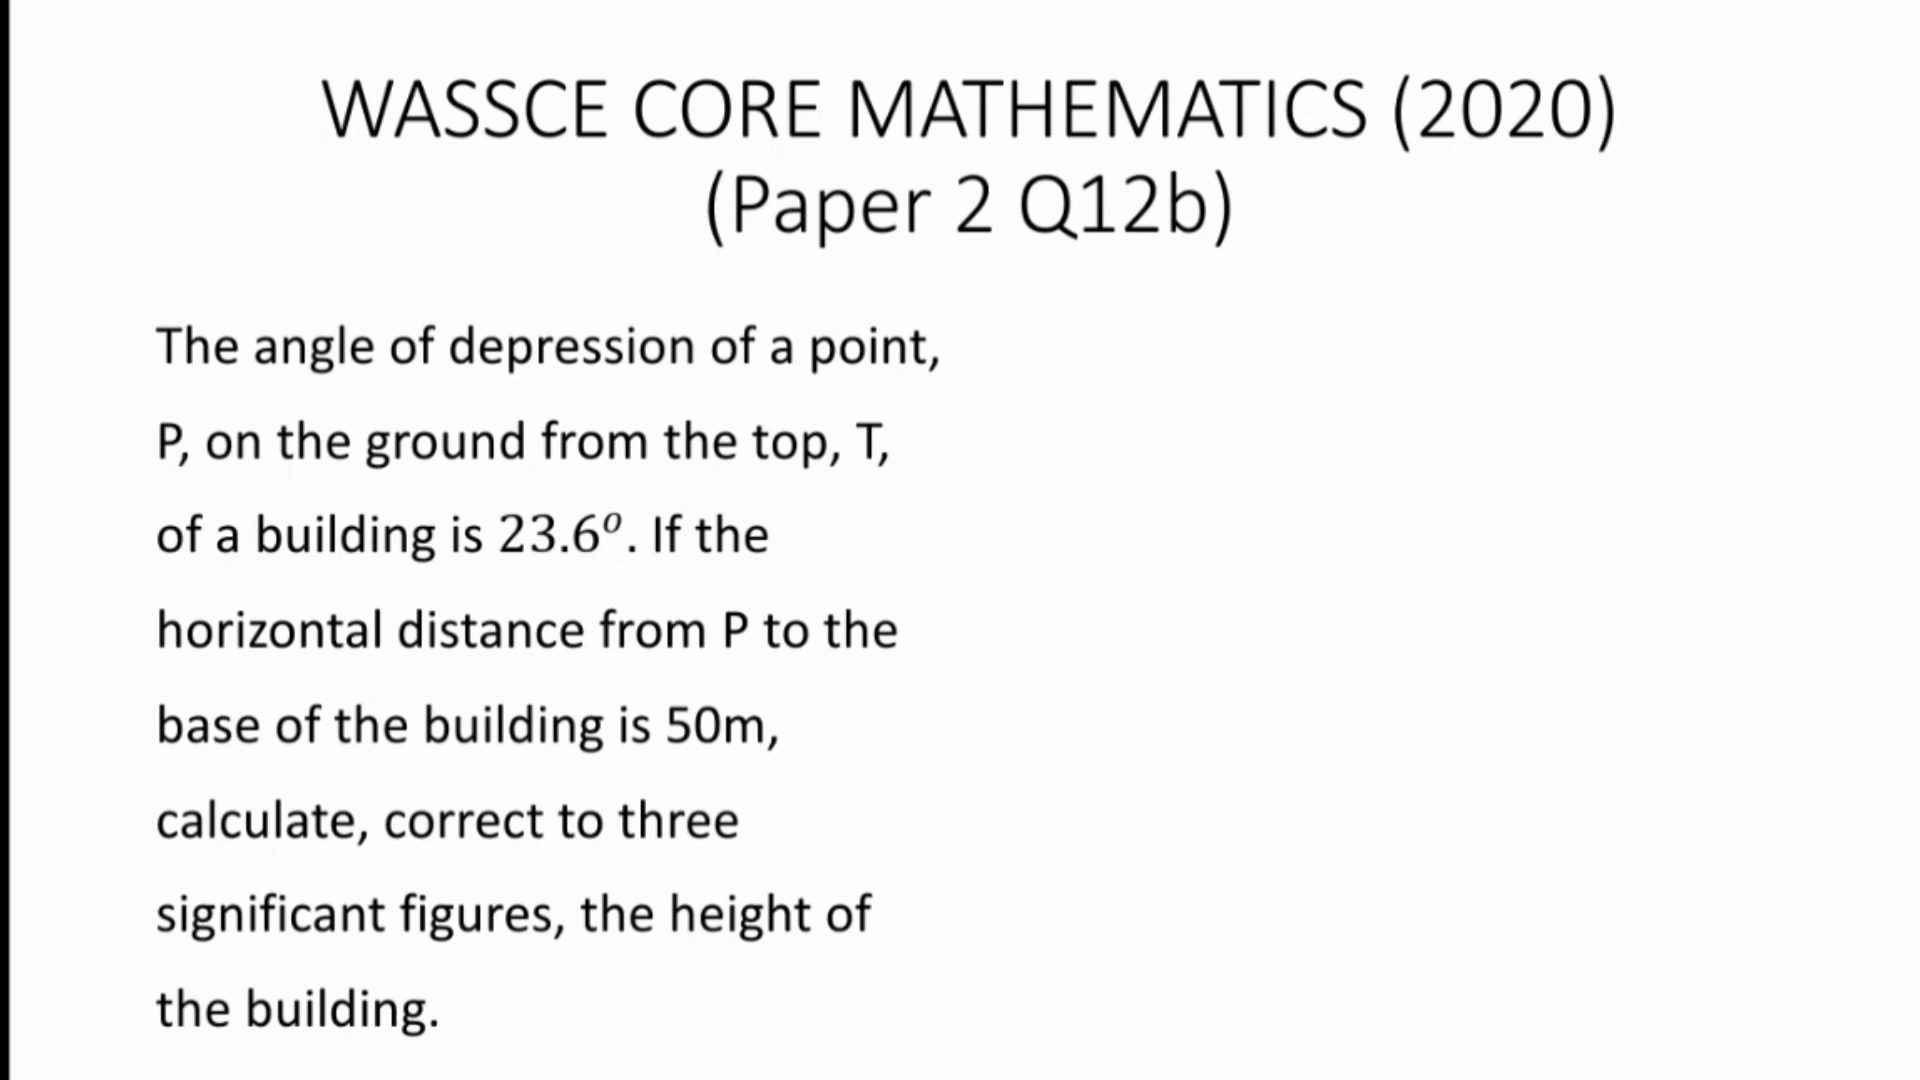 WASSCE CORE MATHEMATICS (2020)
(Paper 2 Q12b)
The angle of depression of a point,
P, on the ground from the top, T,
of a building is 23.6°. If the
horizontal distance from P to the
base of the building is 50m,
calculate, correct to three
significant figures, the height of
the building.